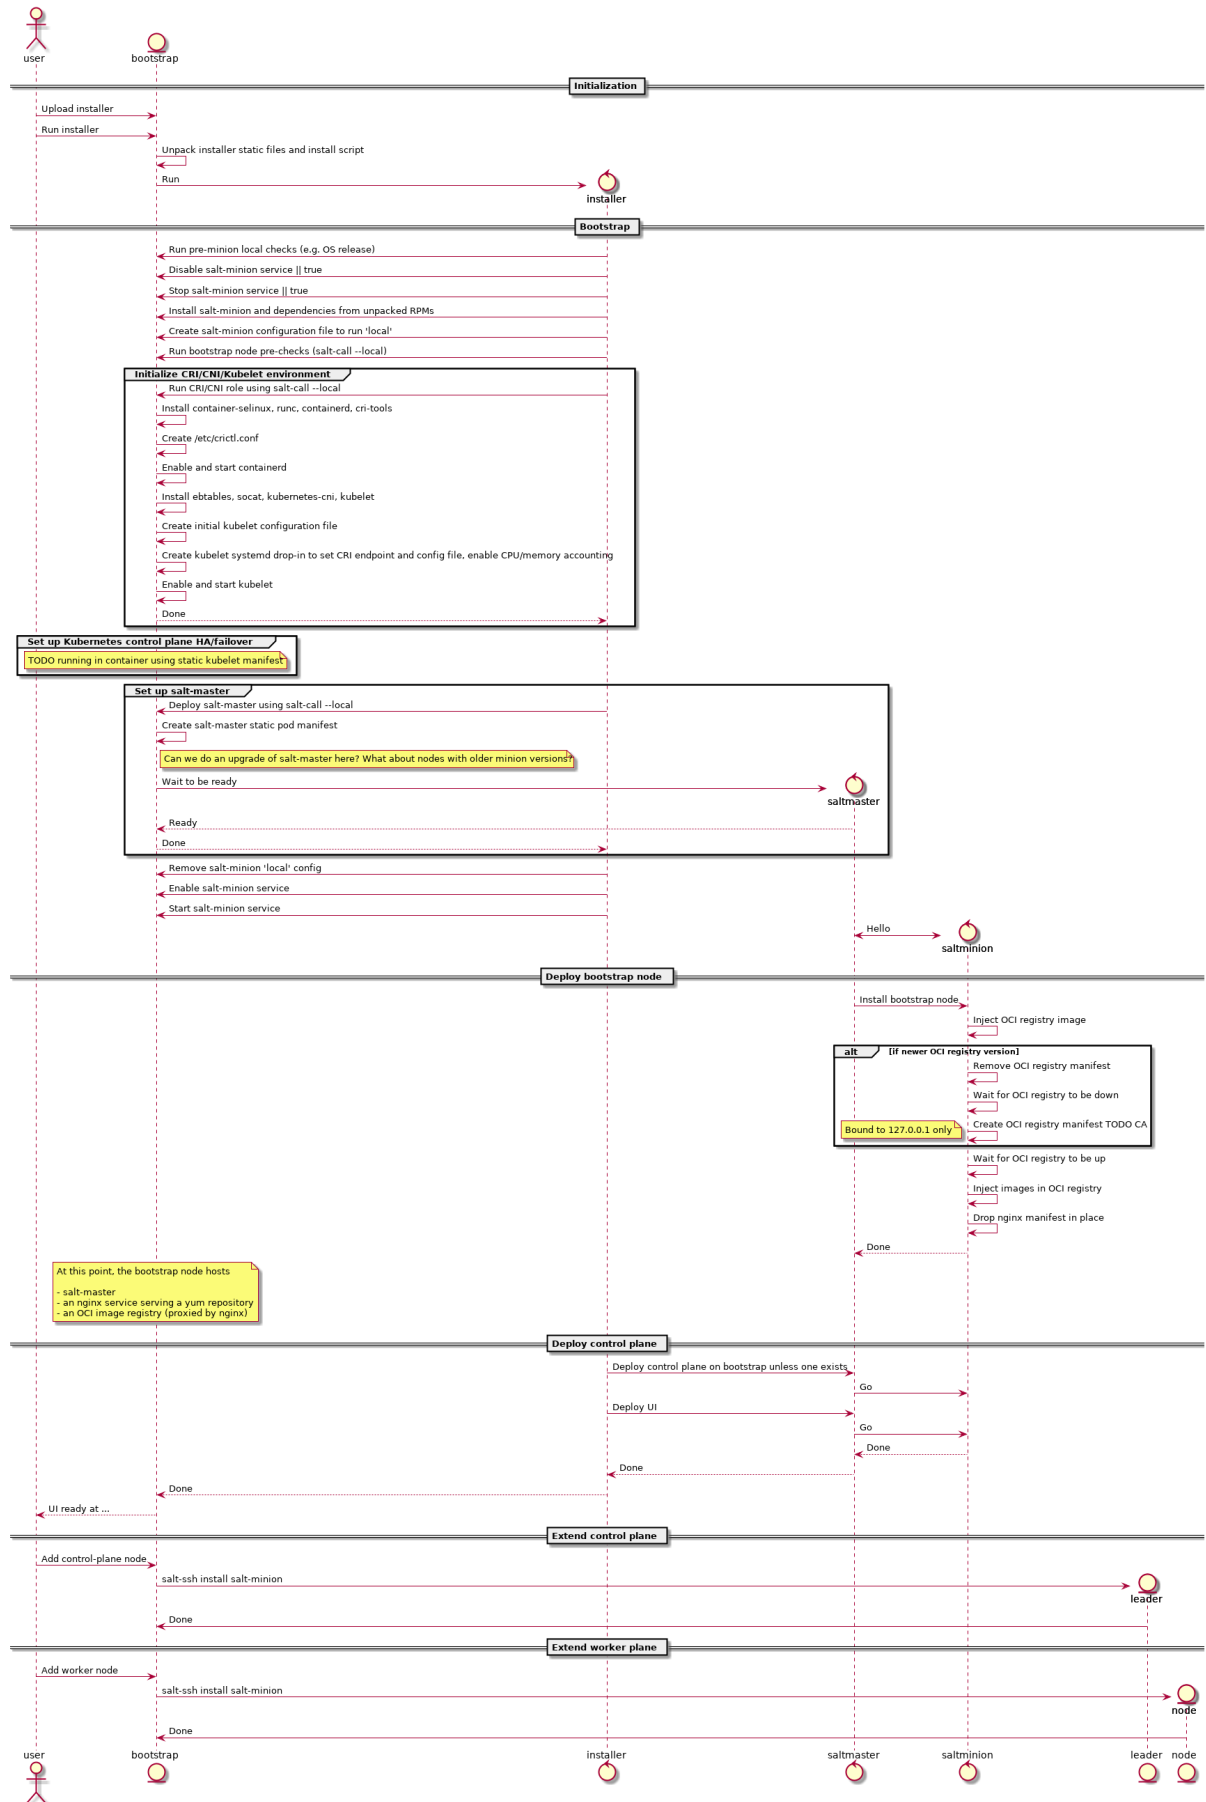 user
bootstrap
Initialization
Upload installer
Run installer
Unpack installer static files and install script
Run
installer
Bootstrap
Run pre-minion local checks (e.g. OS release)
Disable salt-minion service || true
Stop salt-minion service || true
Install salt-minion and dependencies from unpacked RPMs
Create salt-minion configuration file to run 'local'
Run bootstrap node pre-checks (salt-call --local)
Initialize CRI/CNI/Kubelet environment
Run CRI/CNI role using salt-call --local
Install container-selinux, runc, containerd, cri-tools
Create /etc/crictl.conf
Enable and start containerd
Install ebtables, socat, kubernetes-cni, kubelet
Create initial kubelet configuration file
Create kubelet systemd drop-in to set CRI endpoint and config file, enable CPU/memory accounting
Enable and start kubelet
Done
Set up Kubernetes control plane HA/failover
TODO running in container using static kubelet manifest
Set up salt-master
Deploy salt-master using salt-call --local
Create salt-master static pod manifest
Can we do an upgrade of salt-master here? What about nodes with older minion versions?
Wait to be ready
saltmaster
Ready
Done
Remove salt-minion 'local' config
Enable salt-minion service
Start salt-minion service
Hello
saltminion
Deploy bootstrap node
Install bootstrap node
Inject OCI registry image
alt [if newer OCI registry version]
Remove OCI registry manifest
Wait for OCI registry to be down
Bound to 127.0.0.1 only
Create OCI registry manifest TODO CA
Wait for OCI registry to be up
Inject images in OCI registry
Drop nginx manifest in place
Done
At this point, the bootstrap node hosts
- salt-master
- an nginx service serving a yum repository
- an OCI image registry (proxied by nginx)
Deploy control plane
Deploy control plane on bootstrap unless one exists
Go
Deploy UI
Go
Done
Done
Done
UI ready at ...
Extend control plane
Add control-plane node
salt-ssh install salt-minion
leader
Done
Extend worker plane
Add worker node
salt-ssh install salt-minion
node
Done
user
bootstrap
installer
saltmaster
saltminion
leader
node